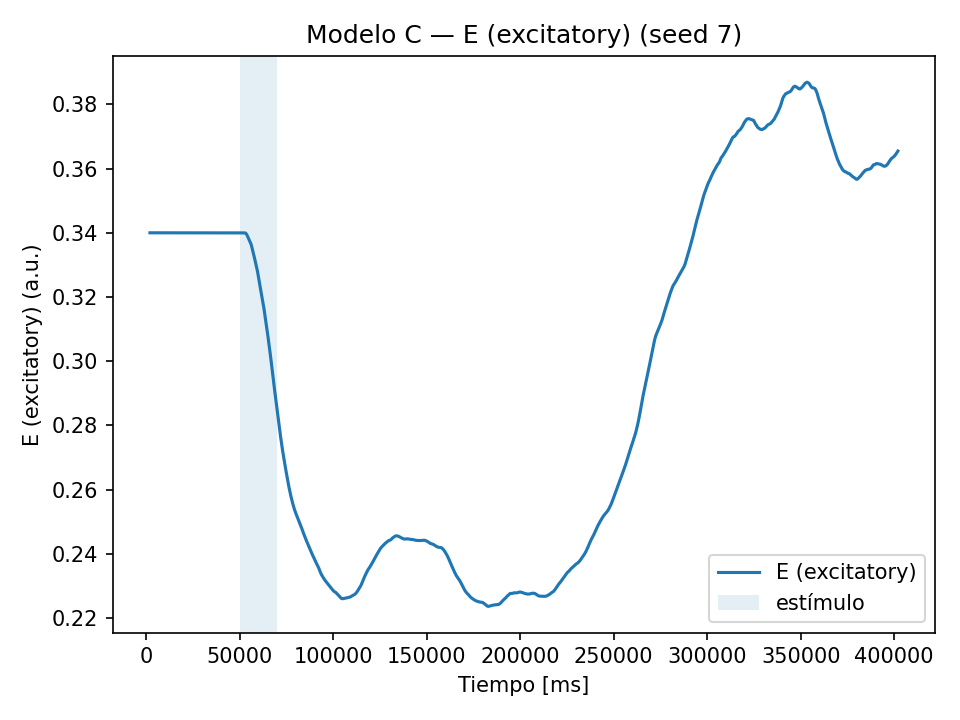 Modelo C — E (excitatory) (seed 7)
E (excitatory) (a.u.)
0.38
0.36
0.34
0.32
0.30
0.28
0.26
0.24
0.22
E (excitatory)
estímulo
0 50000 100000 150000 200000 250000 300000 350000 400000
Tiempo [ms]